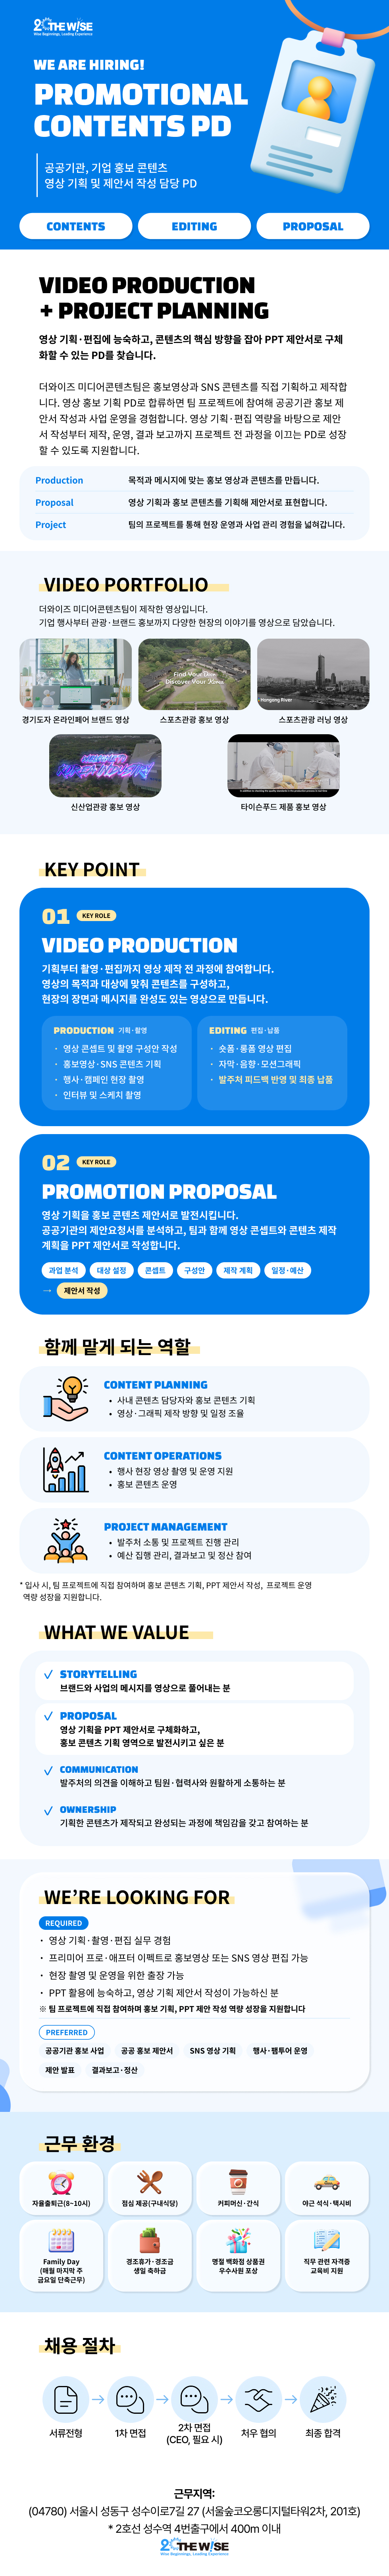 20 THE WISE
Wise Beginnings, Leading Experience
WE ARE HIRING!
PROMOTIONAL
CONTENTS PD
공공기관, 기업 홍보 콘텐츠
영상 기획 및 제안서 작성 담당 PD
CONTENTS
EDITING
PROPOSAL
VIDEO PRODUCTION
+ PROJECT PLANNING
영상 기획·편집에 능숙하고, 콘텐츠의 핵심 방향을 잡아 PPT 제안서로 구체
화할 수 있는 PD를 찾습니다.
더와이즈 미디어콘텐츠팀은 홍보영상과 SNS 콘텐츠를 직접 기획하고 제작합
니다. 영상 홍보 기획 PD로 합류하면 팀 프로젝트에 참여해 공공기관 홍보 제
안서 작성과 사업 운영을 경험합니다. 영상 기획·편집 역량을 바탕으로 제안
서 작성부터 제작, 운영, 결과 보고까지 프로젝트 전 과정을 이끄는 PD로 성장
할 수 있도록 지원합니다.
Production 목적과 메시지에 맞는 홍보 영상과 콘텐츠를 만듭니다.
Proposal 영상 기획과 홍보 콘텐츠를 기획해 제안서로 표현합니다.
Project 팀의 프로젝트를 통해 현장 운영과 사업 관리 경험을 넓혀갑니다.
VIDEO PORTFOLIO
더와이즈 미디어콘텐츠팀이 제작한 영상입니다.
기업 행사부터 관광·브랜드 홍보까지 다양한 현장의 이야기를 영상으로 담았습니다.
Find Your Dew,
Discover Your Jaws.
Hangang River
경기도자 온라인페어 브랜드 영상
스포츠관광 홍보 영상
스포츠관광 러닝 영상
신산업관광 홍보 영상
타이슨푸드 제품 홍보 영상
KEY POINT
01 KEY ROLE
VIDEO PRODUCTION
기획부터 촬영·편집까지 영상 제작 전 과정에 참여합니다.
영상의 목적과 대상에 맞춰 콘텐츠를 구성하고,
현장의 장면과 메시지를 완성도 있는 영상으로 만듭니다.
PRODUCTION 기획·촬영
· 영상 콘셉트 및 촬영 구성안 작성
· 홍보영상·SNS 콘텐츠 기획
· 행사·캠페인 현장 촬영
· 인터뷰 및 스케치 촬영
EDITING 편집·납품
· 숏폼·롱폼 영상 편집
· 자막·음향·모션그래픽
· 발주처 피드백 반영 및 최종 납품
02 KEY ROLE
PROMOTION PROPOSAL
영상 기획을 홍보 콘텐츠 제안서로 발전시킵니다.
공공기관의 제안요청서를 분석하고, 팀과 함께 영상 콘셉트와 콘텐츠 제작
계획을 PPT 제안서로 작성합니다.
과업 분석
대상 설정
콘셉트
구성안
제작 계획
일정·예산
→ 제안서 작성
함께 맡게 되는 역할
CONTENT PLANNING
• 사내 콘텐츠 담당자와 홍보 콘텐츠 기획
• 영상·그래픽 제작 방향 및 일정 조율
CONTENT OPERATIONS
• 행사 현장 영상 촬영 및 운영 지원
• 홍보 콘텐츠 운영
PROJECT MANAGEMENT
• 발주처 소통 및 프로젝트 진행 관리
• 예산 집행 관리, 결과보고 및 정산 참여
* 입사 시, 팀 프로젝트에 직접 참여하며 홍보 콘텐츠 기획, PPT 제안서 작성, 프로젝트 운영
역량 성장을 지원합니다.
WHAT WE VALUE
STORYTELLING
브랜드와 사업의 메시지를 영상으로 풀어내는 분
PROPOSAL
영상 기획을 PPT 제안서로 구체화하고,
홍보 콘텐츠 기획 영역으로 발전시키고 싶은 분
COMMUNICATION
발주처의 의견을 이해하고 팀원·협력사와 원활하게 소통하는 분
OWNERSHIP
기획한 콘텐츠가 제작되고 완성되는 과정에 책임감을 갖고 참여하는 분
WE'RE LOOKING FOR
REQUIRED
· 영상 기획·촬영·편집 실무 경험
· 프리미어 프로·애프터 이펙트로 홍보영상 또는 SNS 영상 편집 가능
· 현장 촬영 및 운영을 위한 출장 가능
· PPT 활용에 능숙하고, 영상 기획 제안서 작성이 가능하신 분
※ 팀 프로젝트에 직접 참여하며 홍보 기획, PPT 제안 작성 역량 성장을 지원합니다
PREFERRED
공공기관 홍보 사업
공공 홍보 제안서
SNS 영상 기획
행사·팸투어 운영
제안 발표
결과보고·정산
근무 환경
자율출퇴근(8~10시)
점심 제공(구내식당)
커피머신·간식
야근 석식·택시비
Family Day
(매월 마지막 주
금요일 단축근무)
경조휴가·경조금
생일 축하금
명절 백화점 상품권
우수사원 포상
직무 관련 자격증
교육비 지원
채용 절차
서류전형
1차 면접
2차 면접
(CEO, 필요 시)
처우 협의
최종 합격
근무지역:
(04780) 서울시 성동구 성수이로7길 27 (서울숲코오롱디지털타워2차, 201호)
* 2호선 성수역 4번출구에서 400m 이내
20 THE WISE
Wise Beginnings, Leading Experience